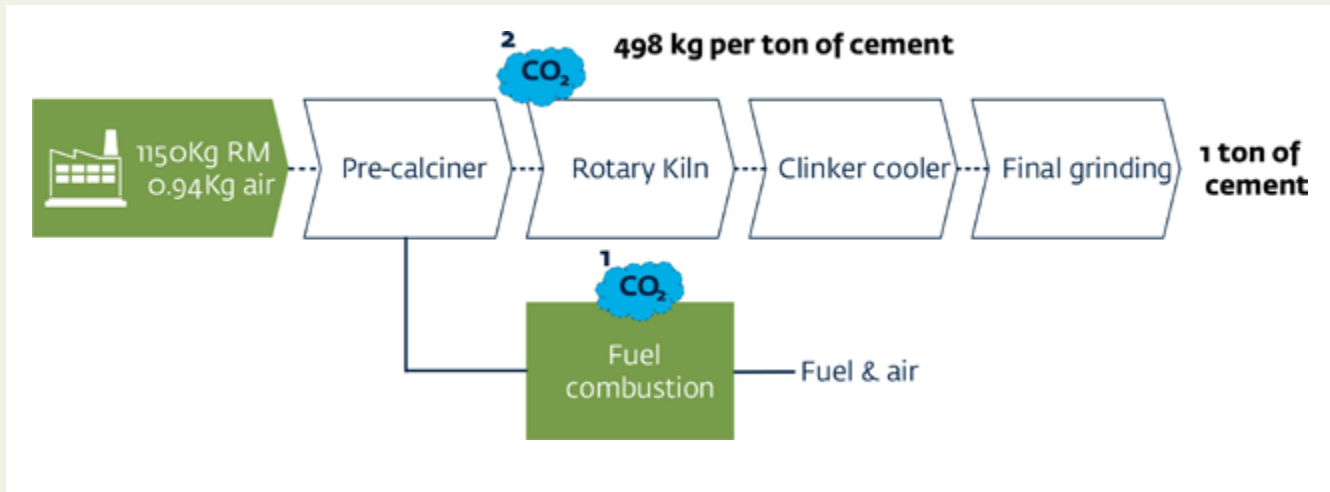 2
CO₂
498 kg per ton of cement
1150Kg RM
0.94Kg air
Pre-calciner
Rotary Kiln
Clinker cooler
Final grinding
1 ton of
cement
1
CO₂
Fuel
combustion
Fuel & air